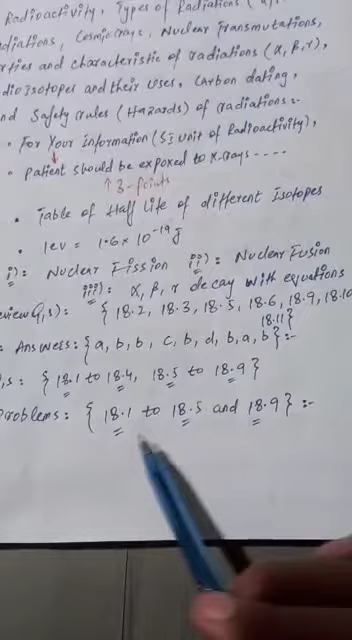 Radioactivity, Types of Radiations (α,
adiations, Cosmic rays, Nuclear Transmutations,
rties and characteristic of radiations (α, β, γ),
dioisotopes and their uses, Carbon dating,
nd Safety rules (Hazards) of radiations:-
• For Your Information (SI unit of Radioactivity),
• patient should be exposed to x-rays ....
↑ 3-points
• Table of Half Life of different Isotopes
• 1ev = 1.6 × 10⁻¹⁹ J
i): Nuclear Fission ii): Nuclear Fusion
iii): α, β, γ decay with equations
eview Q,s): { 18.2, 18.3, 18.5, 18.6, 18.9, 18.10
18.11}
: Answers: {a, b, b, c, b, d, b, a, b} :-
,s: {18.1 to 18.4, 18.5 to 18.9}
Problems: {18.1 to 18.5 and 18.9} :-